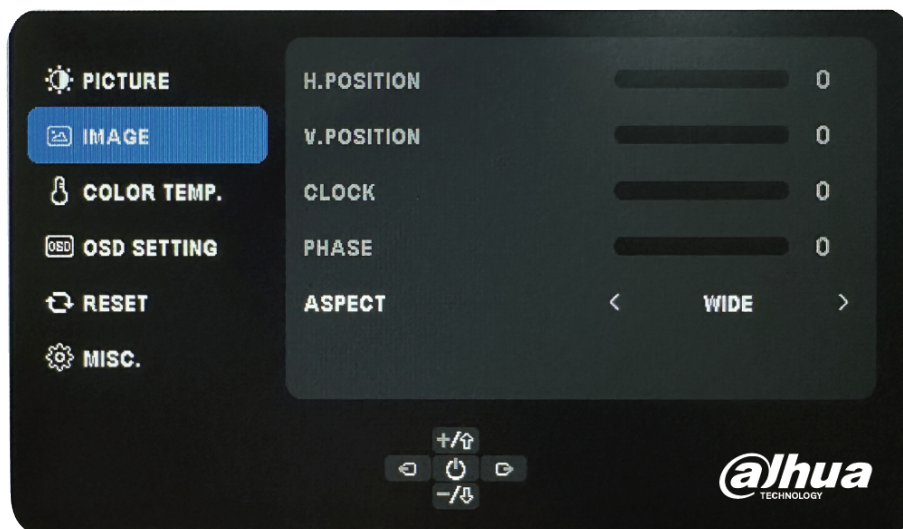 PICTURE
IMAGE
COLOR TEMP.
OSD
OSD SETTING
RESET
MISC.
H.POSITION 0
V.POSITION 0
CLOCK 0
PHASE 0
ASPECT < WIDE >
+/⇧
−/⇩
alhua
TECHNOLOGY